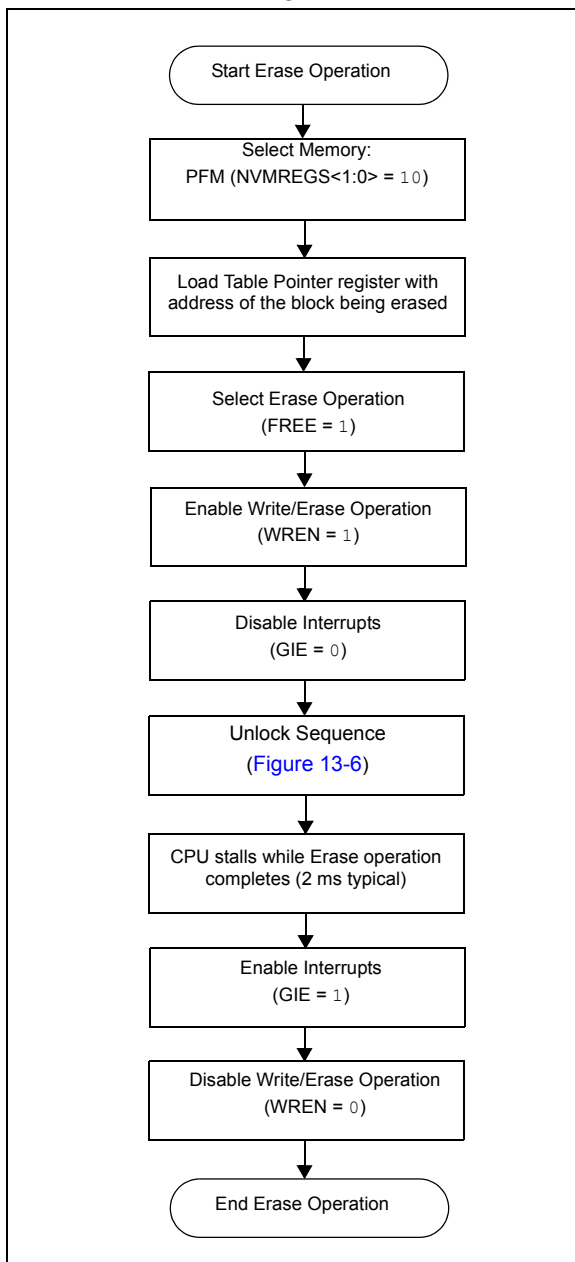 Start Erase Operation
Select Memory:
PFM (NVMREGS<1:0> = 10)
Load Table Pointer register with
address of the block being erased
Select Erase Operation
(FREE = 1)
Enable Write/Erase Operation
(WREN = 1)
Disable Interrupts
(GIE = 0)
Unlock Sequence
(Figure 13-6)
CPU stalls while Erase operation
completes (2 ms typical)
Enable Interrupts
(GIE = 1)
Disable Write/Erase Operation
(WREN = 0)
End Erase Operation